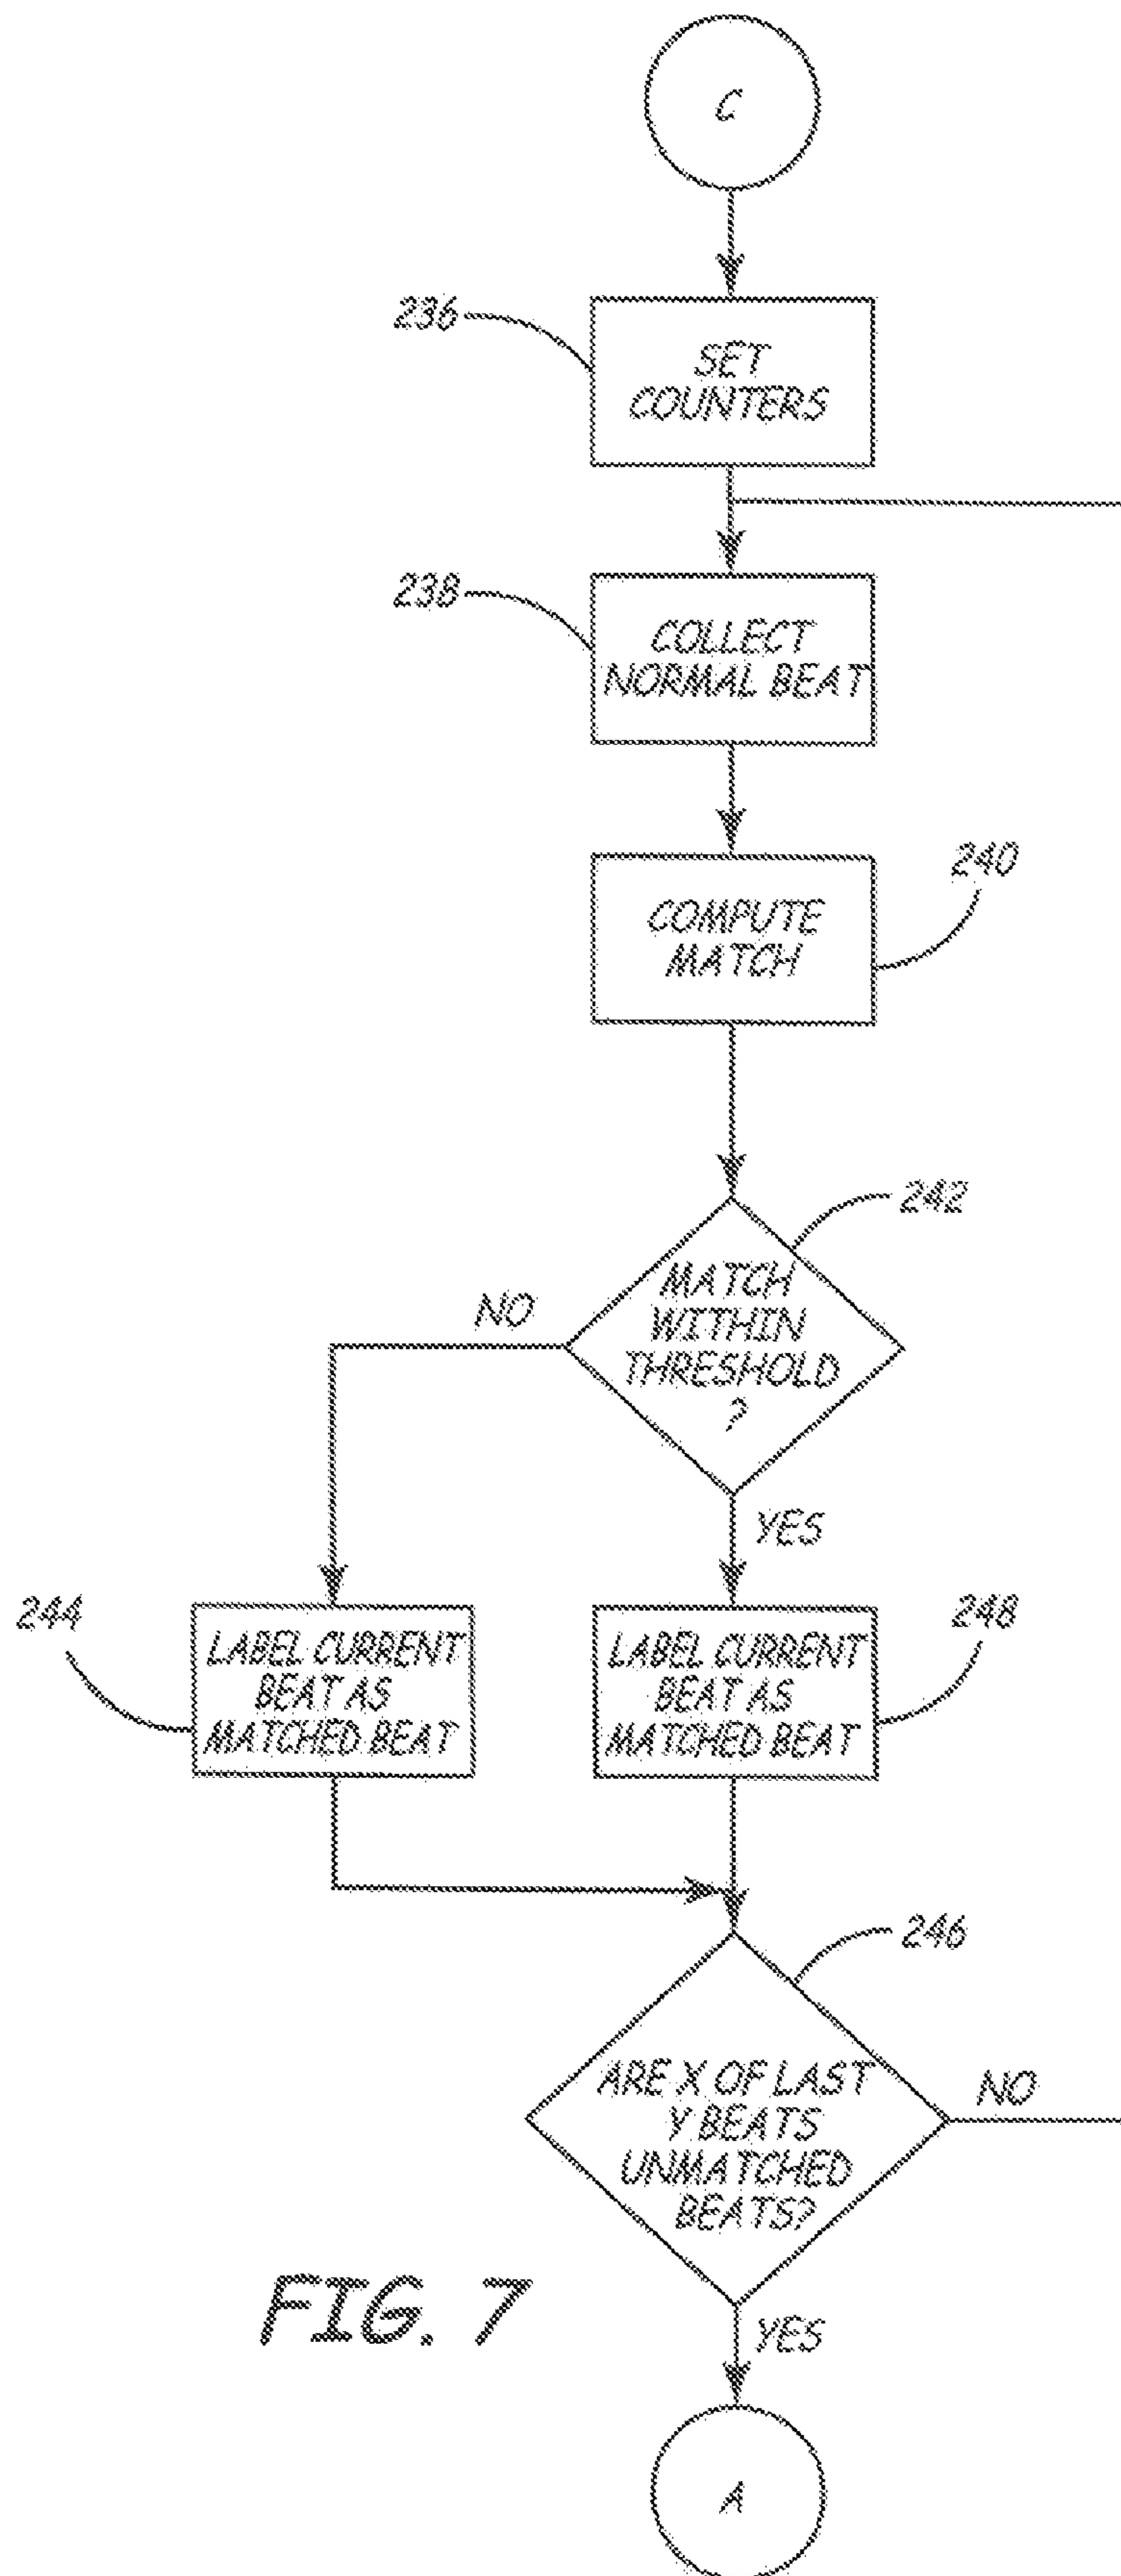 C
236
SET
COUNTERS
238
COLLECT
NORMAL BEAT
240
COMPUTE
MATCH
242
MATCH
WITHIN
THRESHOLD
?
NO
YES
244
LABEL CURRENT
BEAT AS
MATCHED BEAT
LABEL CURRENT
BEAT AS
MATCHED BEAT
248
246
ARE X OF LAST
Y BEATS
UNMATCHED
BEATS?
NO
YES
FIG. 7
A